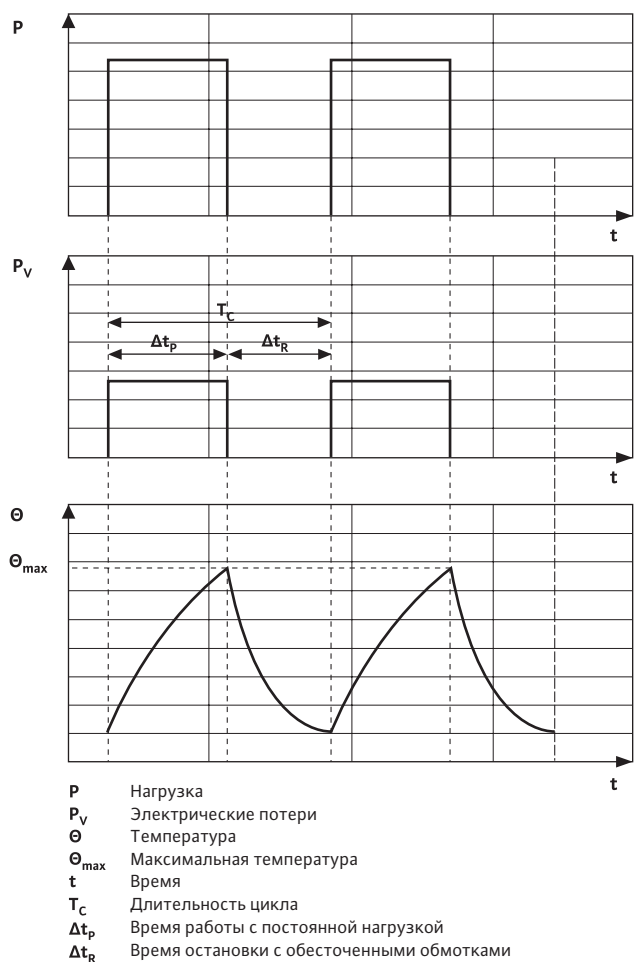 P
t
P_V
T_C
Δt_P Δt_R
t
Θ
Θ_max
t
P Нагрузка
P_V Электрические потери
Θ Температура
Θ_max Максимальная температура
t Время
T_C Длительность цикла
Δt_P Время работы с постоянной нагрузкой
Δt_R Время остановки с обесточенными обмотками